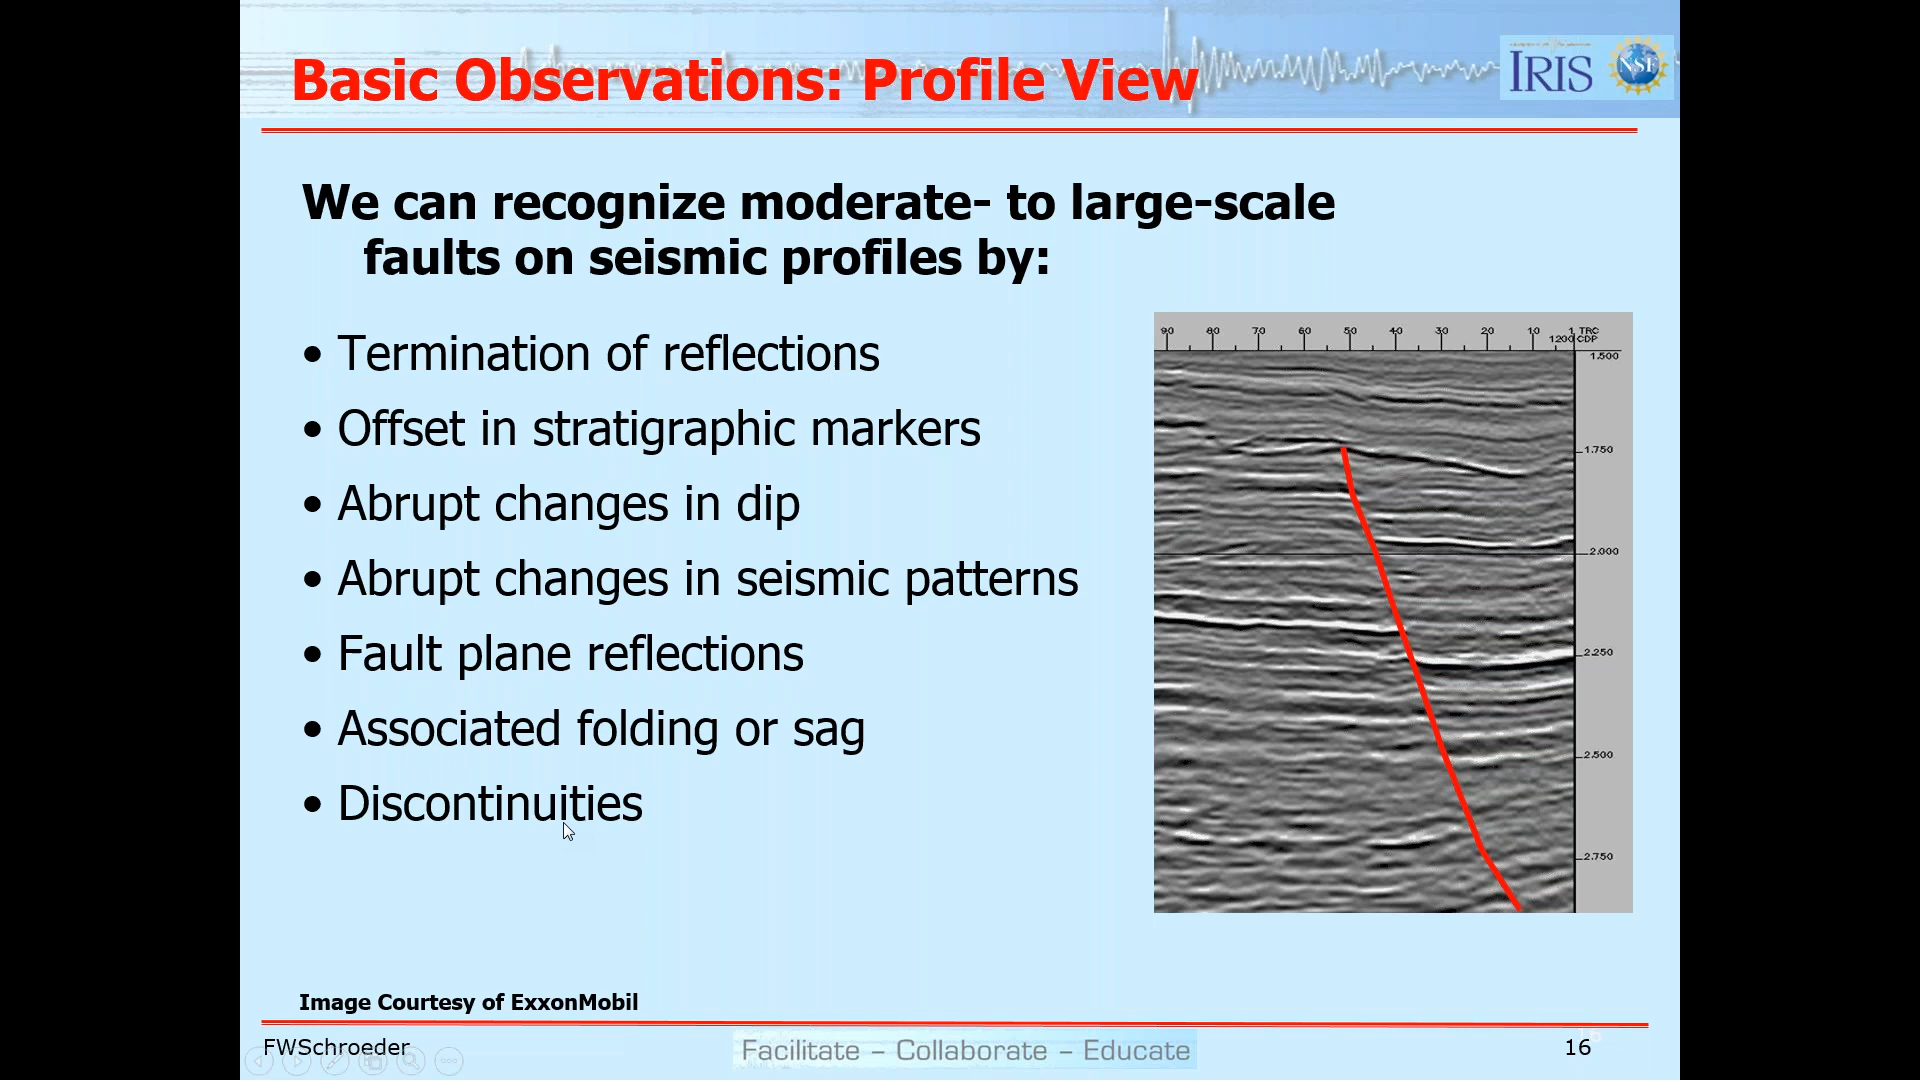 Basic Observations: Profile View
IRIS
NSF
We can recognize moderate- to large-scale
faults on seismic profiles by:
• Termination of reflections
• Offset in stratigraphic markers
• Abrupt changes in dip
• Abrupt changes in seismic patterns
• Fault plane reflections
• Associated folding or sag
• Discontinuities
90 80 70 60 50 40 30 20 10 1 TRC
1200 CDP
1.500
1.750
2.000
2.250
2.500
2.750
Image Courtesy of ExxonMobil
FWSchroeder
Facilitate – Collaborate – Educate
16